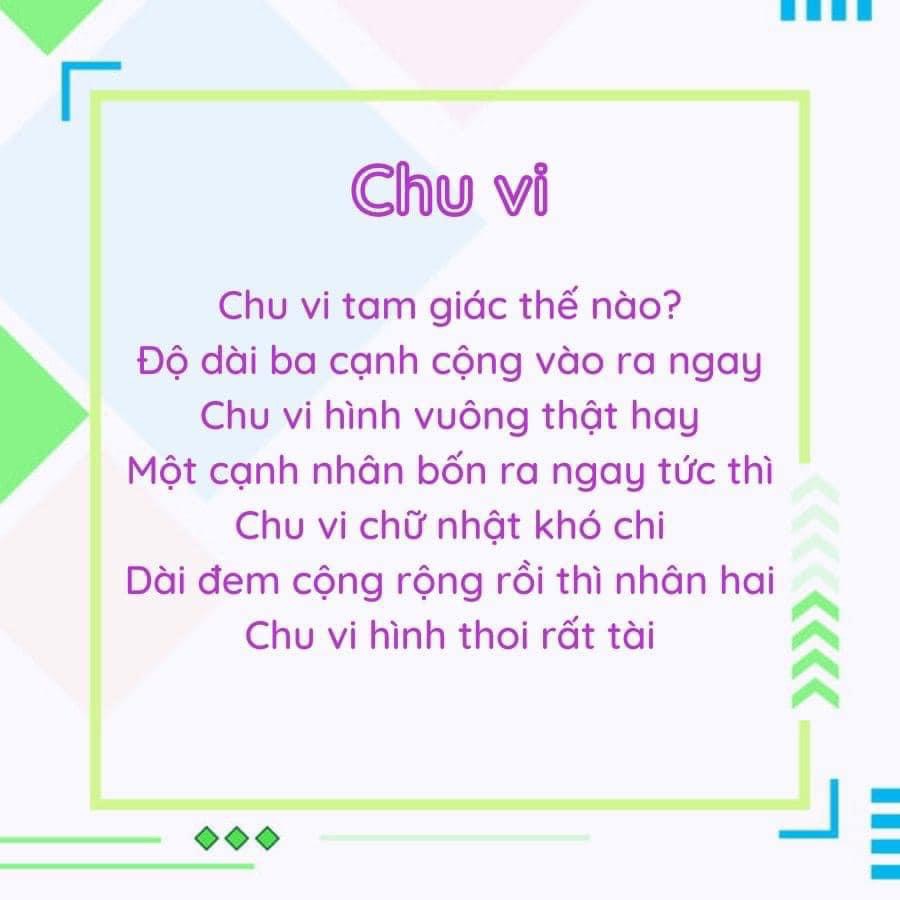 Chu vi
Chu vi tam giác thế nào?
Độ dài ba cạnh cộng vào ra ngay
Chu vi hình vuông thật hay
Một cạnh nhân bốn ra ngay tức thì
Chu vi chữ nhật khó chi
Dài đem cộng rộng rồi thì nhân hai
Chu vi hình thoi rất tài